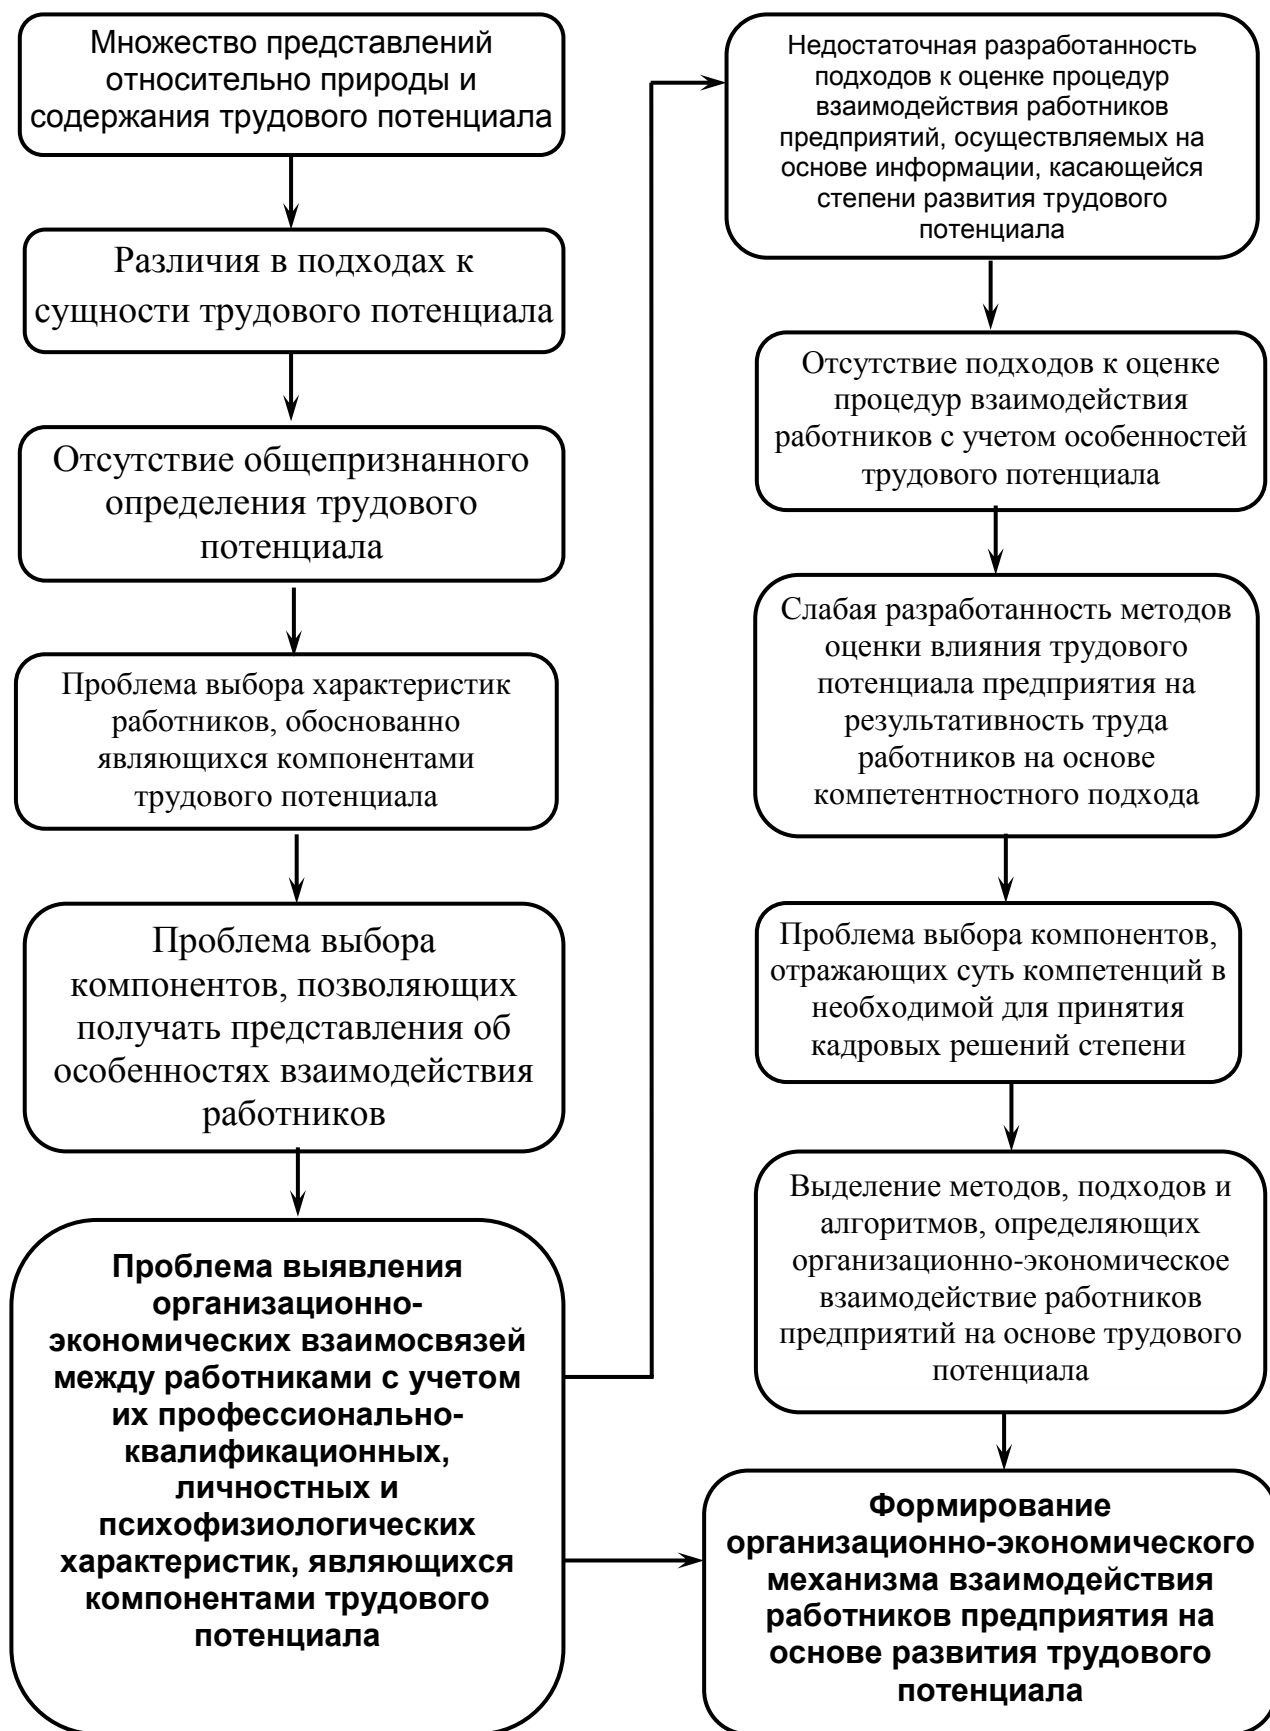 Множество представлений
относительно природы и
содержания трудового потенциала
Различия в подходах к
сущности трудового потенциала
Отсутствие общепризнанного
определения трудового
потенциала
Проблема выбора характеристик
работников, обоснованно
являющихся компонентами
трудового потенциала
Проблема выбора
компонентов, позволяющих
получать представления об
особенностях взаимодействия
работников
Проблема выявления
организационно-
экономических взаимосвязей
между работниками с учетом
их профессионально-
квалификационных,
личностных и
психофизиологических
характеристик, являющихся
компонентами трудового
потенциала
Недостаточная разработанность
подходов к оценке процедур
взаимодействия работников
предприятий, осуществляемых на
основе информации, касающейся
степени развития трудового
потенциала
Отсутствие подходов к оценке
процедур взаимодействия
работников с учетом особенностей
трудового потенциала
Слабая разработанность методов
оценки влияния трудового
потенциала предприятия на
результативность труда
работников на основе
компетентностного подхода
Проблема выбора компонентов,
отражающих суть компетенций в
необходимой для принятия
кадровых решений степени
Выделение методов, подходов и
алгоритмов, определяющих
организационно-экономическое
взаимодействие работников
предприятий на основе трудового
потенциала
Формирование
организационно-экономического
механизма взаимодействия
работников предприятия на
основе развития трудового
потенциала